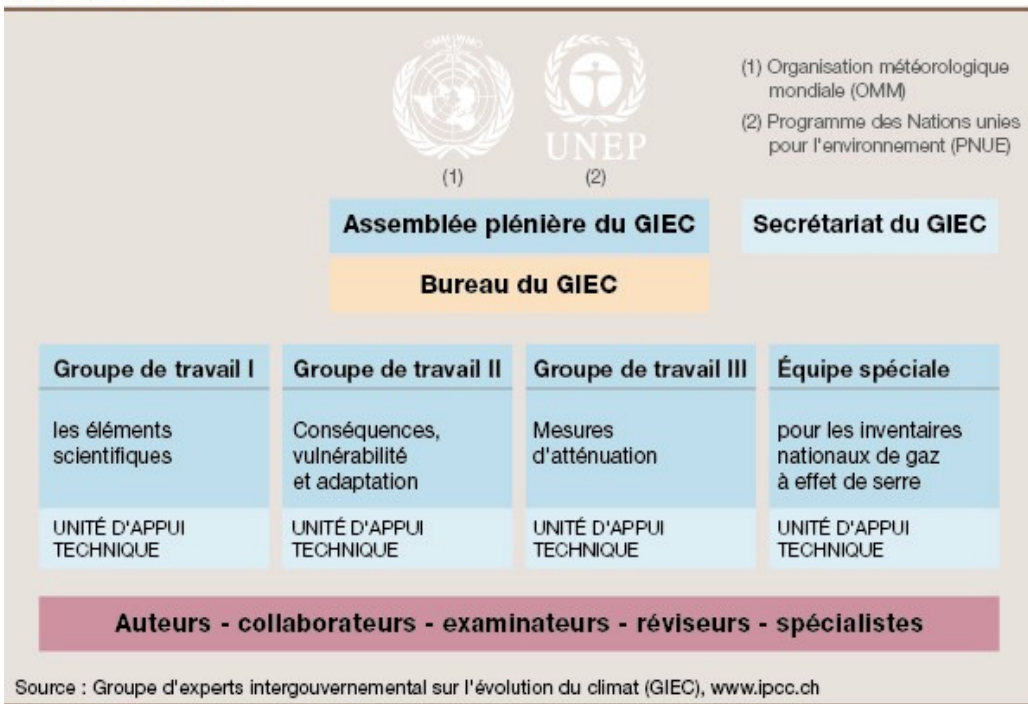 OMM WMO
UNEP
(1)
(2)
(1) Organisation météorologique
mondiale (OMM)
(2) Programme des Nations unies
pour l'environnement (PNUE)
Assemblée plénière du GIEC
Secrétariat du GIEC
Bureau du GIEC
Groupe de travail I
les éléments
scientifiques
UNITÉ D'APPUI
TECHNIQUE
Groupe de travail II
Conséquences,
vulnérabilité
et adaptation
UNITÉ D'APPUI
TECHNIQUE
Groupe de travail III
Mesures
d'atténuation
UNITÉ D'APPUI
TECHNIQUE
Équipe spéciale
pour les inventaires
nationaux de gaz
à effet de serre
UNITÉ D'APPUI
TECHNIQUE
Auteurs - collaborateurs - examinateurs - réviseurs - spécialistes
Source : Groupe d'experts intergouvernemental sur l'évolution du climat (GIEC), www.ipcc.ch